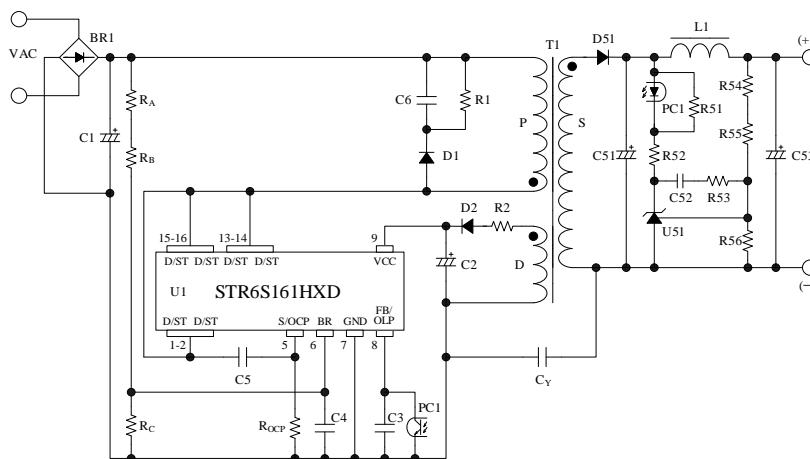 BR1
VAC
T1
D51
L1
(+
C6
R1
P
S
PC1
R51
R54
C1
RA
RB
D1
C51
R52
R55
C53
C52
R53
U51
R56
D2
R2
C2
D
15-16
13-14
9
D/ST D/ST D/ST D/ST
VCC
U1
STR6S161HXD
D/ST D/ST
S/OCP
BR
GND
FB/
OLP
1-2
5
6
7
8
C5
CY
(−
RC
ROCP
C4
C3
PC1